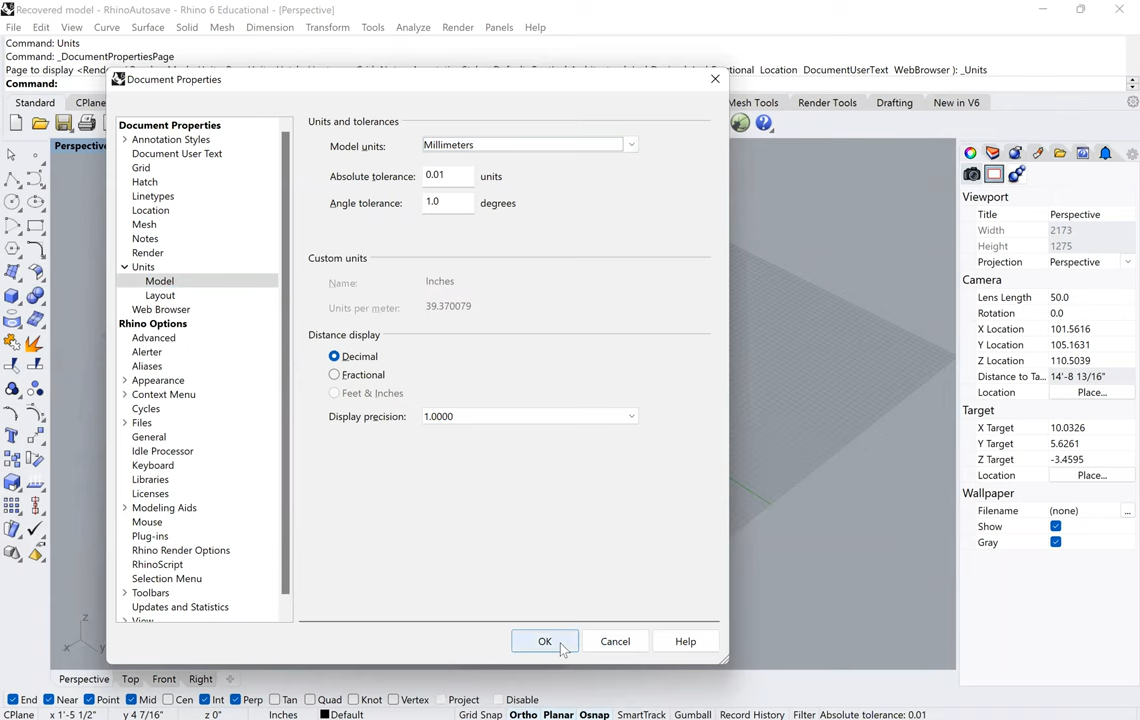 Recovered model - RhinoAutosave - Rhino 6 Educational - [Perspective]
File Edit View Curve Surface Solid Mesh Dimension Transform Tools Analyze Render Panels Help
Command: Units
Command: _DocumentPropertiesPage
Page to display <Rende
onal Location DocumentUserText WebBrowser ): _Units
Command:
Document Properties
Standard CPlane Mesh Tools Render Tools Drafting New in V6
Perspective
Document Properties
Annotation Styles
Document User Text
Grid
Hatch
Linetypes
Location
Mesh
Notes
Render
Units
Model
Layout
Web Browser
Rhino Options
Advanced
Alerter
Aliases
Appearance
Context Menu
Cycles
Files
General
Idle Processor
Keyboard
Libraries
Licenses
Modeling Aids
Mouse
Plug-ins
Rhino Render Options
RhinoScript
Selection Menu
Toolbars
Updates and Statistics
View
Units and tolerances
Model units: Millimeters
Absolute tolerance: 0.01 units
Angle tolerance: 1.0 degrees
Custom units
Name: Inches
Units per meter: 39.370079
Distance display
Decimal
Fractional
Feet & Inches
Display precision: 1.0000
OK Cancel Help
Viewport
Title Perspective
Width 2173
Height 1275
Projection Perspective
Camera
Lens Length 50.0
Rotation 0.0
X Location 101.5616
Y Location 105.1631
Z Location 110.5039
Distance to Ta... 14'-8 13/16"
Location Place...
Target
X Target 10.0326
Y Target 5.6261
Z Target -3.4595
Location Place...
Wallpaper
Filename (none) ...
Show
Gray
z
x y
Perspective Top Front Right
End Near Point Mid Cen Int Perp Tan Quad Knot Vertex Project Disable
CPlane x 1'-5 1/2" y 4 7/16" z 0" Inches Default Grid Snap Ortho Planar Osnap SmartTrack Gumball Record History Filter Absolute tolerance: 0.01